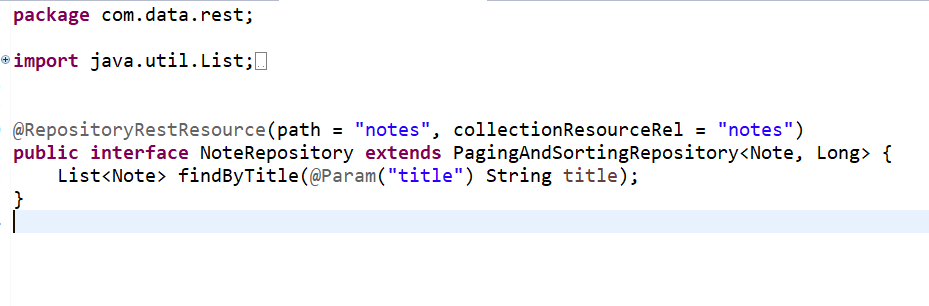 package com.data.rest;
import java.util.List;
@RepositoryRestResource(path = "notes", collectionResourceRel = "notes")
public interface NoteRepository extends PagingAndSortingRepository<Note, Long> {
    List<Note> findByTitle(@Param("title") String title);
}